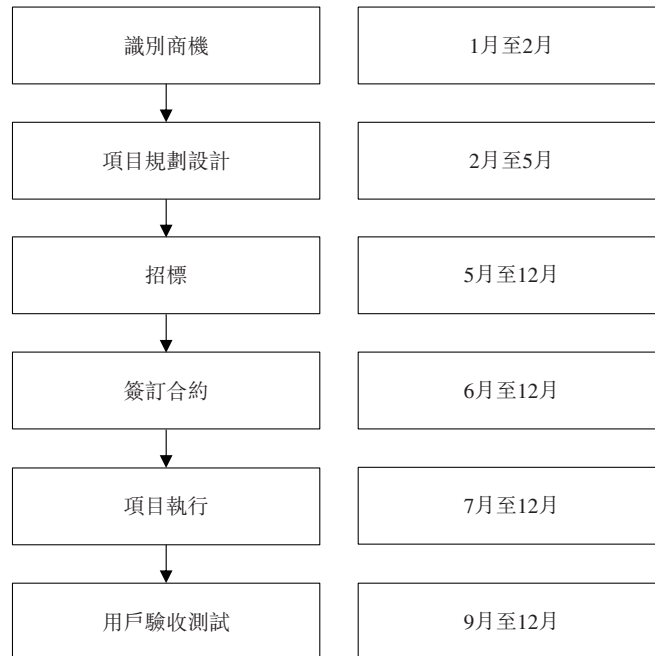 識別商機
1月至2月
項目規劃設計
2月至5月
招標
5月至12月
簽訂合約
6月至12月
項目執行
7月至12月
用戶驗收測試
9月至12月